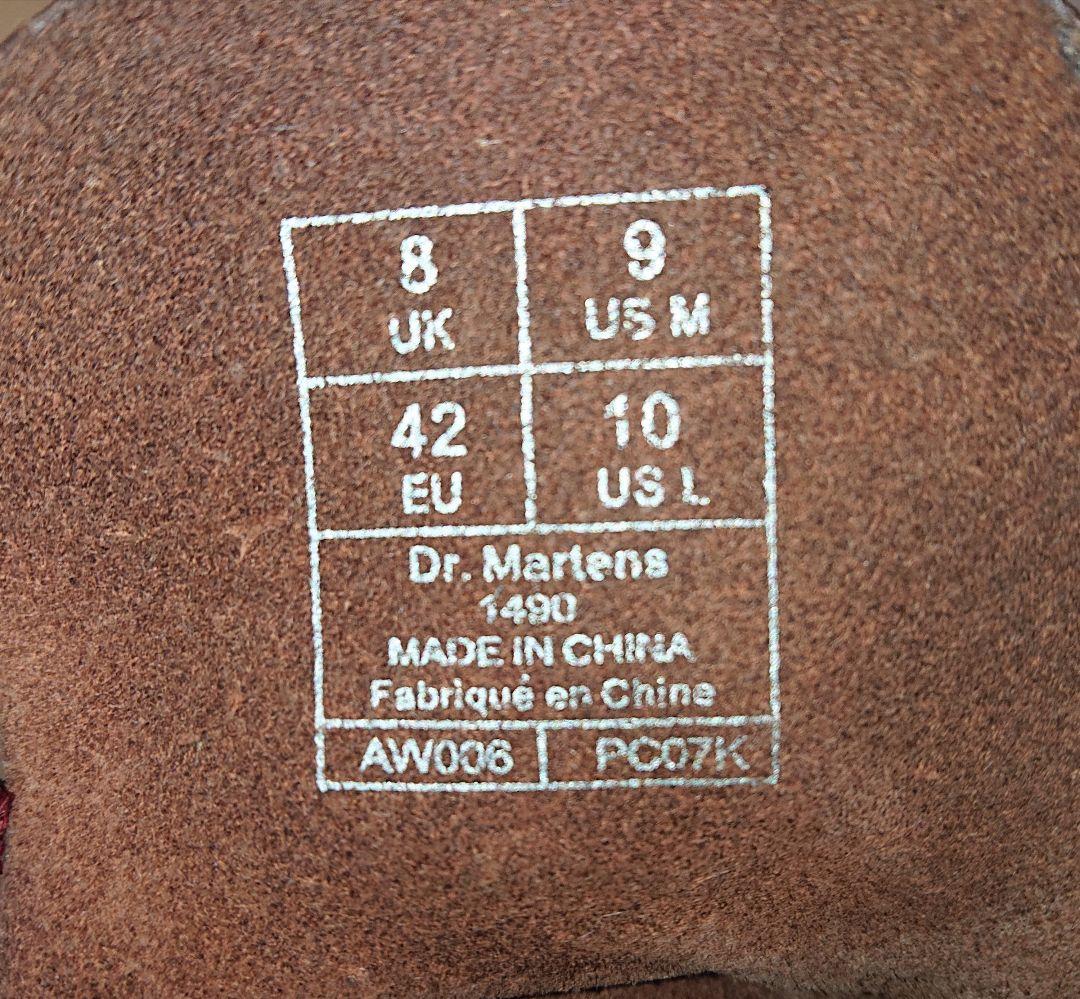 8 9
UK US M
42 10
EU US L
Dr. Martens
1490
MADE IN CHINA
Fabriqué en Chine
AW006 PC07K